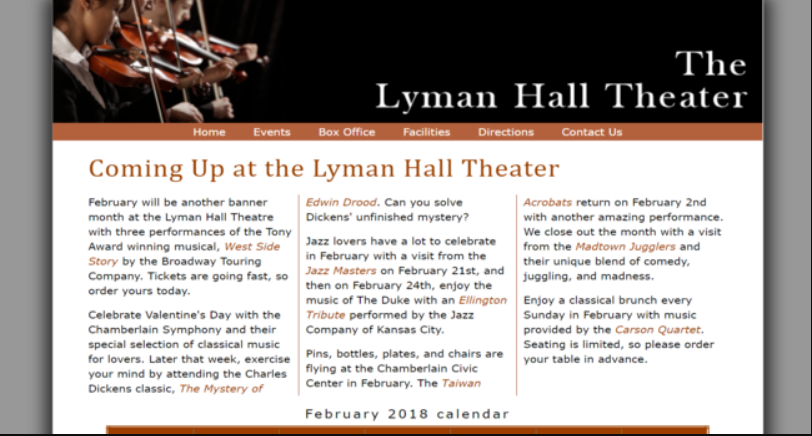 The
Lyman Hall Theater
Home Events Box Office Facilities Directions Contact Us
Coming Up at the Lyman Hall Theater
February will be another banner
month at the Lyman Hall Theatre
with three performances of the Tony
Award winning musical, West Side
Story by the Broadway Touring
Company. Tickets are going fast, so
order yours today.
Celebrate Valentine's Day with the
Chamberlain Symphony and their
special selection of classical music
for lovers. Later that week, exercise
your mind by attending the Charles
Dickens classic, The Mystery of
Edwin Drood. Can you solve
Dickens' unfinished mystery?
Jazz lovers have a lot to celebrate
in February with a visit from the
Jazz Masters on February 21st, and
then on February 24th, enjoy the
music of The Duke with an Ellington
Tribute performed by the Jazz
Company of Kansas City.
Pins, bottles, plates, and chairs are
flying at the Chamberlain Civic
Center in February. The Taiwan
Acrobats return on February 2nd
with another amazing performance.
We close out the month with a visit
from the Madtown Jugglers and
their unique blend of comedy,
juggling, and madness.
Enjoy a classical brunch every
Sunday in February with music
provided by the Carson Quartet.
Seating is limited, so please order
your table in advance.
February 2018 calendar